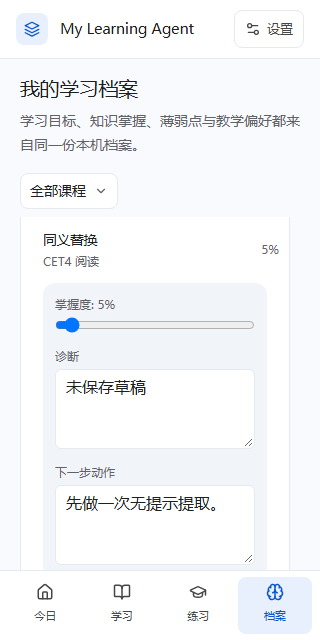 My Learning Agent
设置
我的学习档案
学习目标、知识掌握、薄弱点与教学偏好都来
自同一份本机档案。
全部课程
同义替换
CET4 阅读
5%
掌握度: 5%
诊断
未保存草稿
下一步动作
先做一次无提示提取。
今日
学习
练习
档案